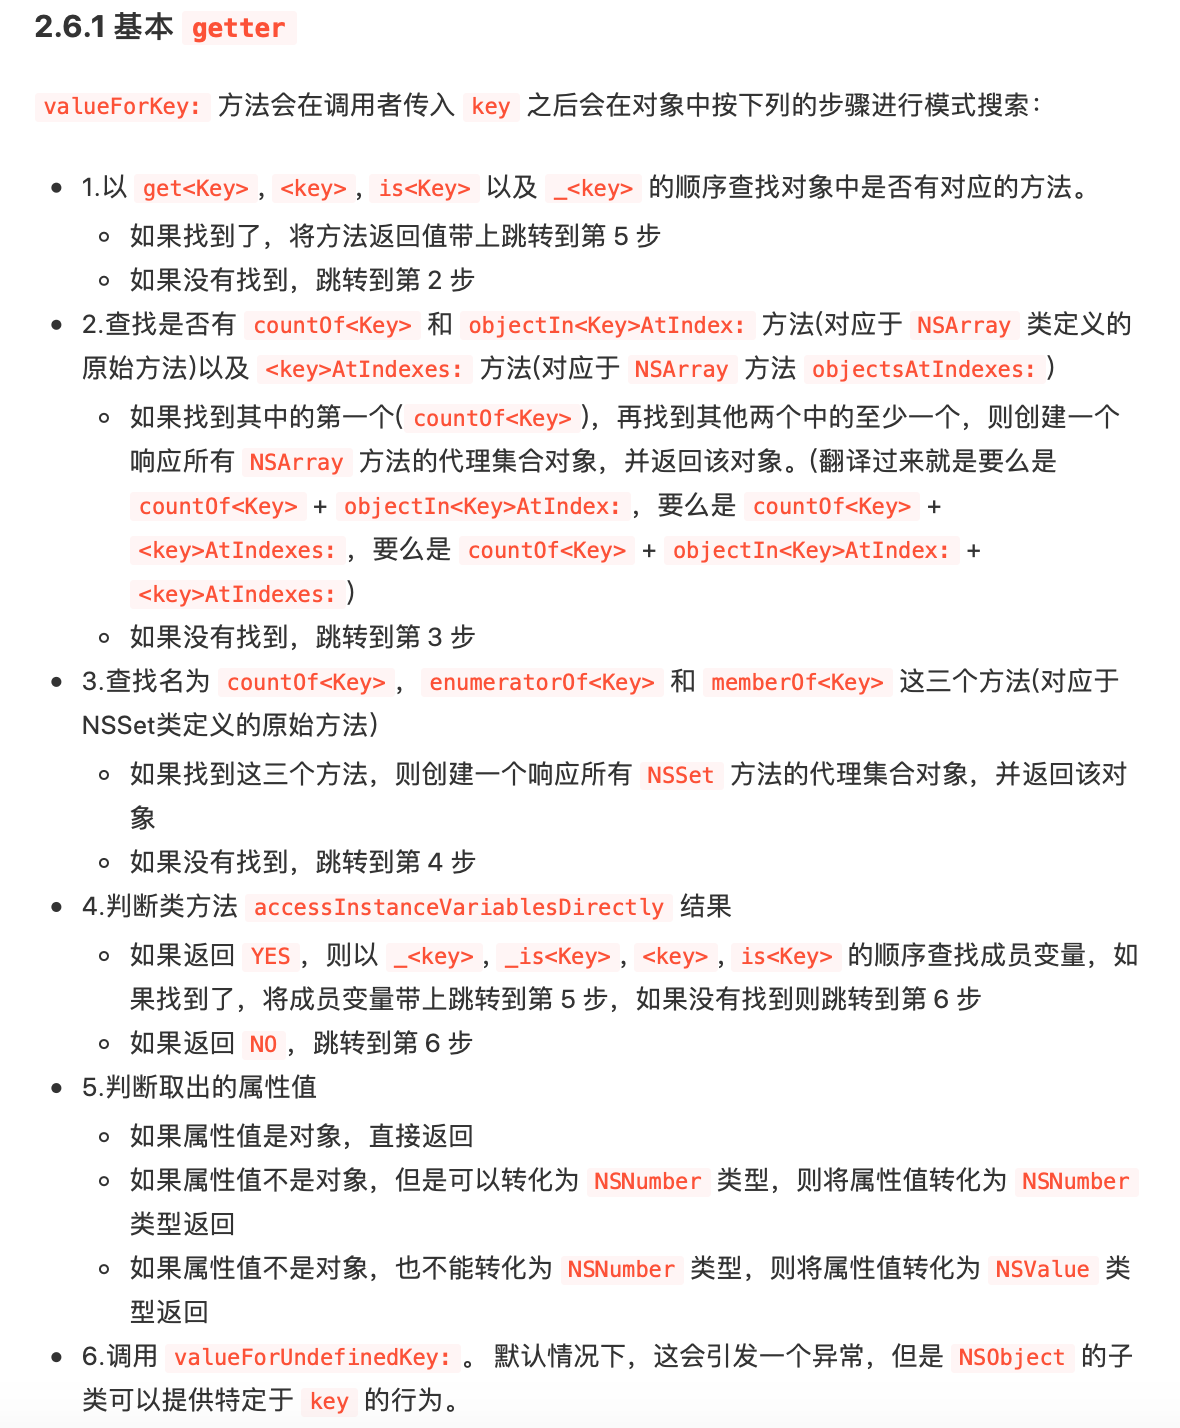 2.6.1 基本 getter
valueForKey: 方法会在调用者传入 key 之后会在对象中按下列的步骤进行模式搜索：
1.以 get<Key> , <key> , is<Key> 以及 _<key> 的顺序查找对象中是否有对应的方法。
如果找到了，将方法返回值带上跳转到第 5 步
如果没有找到，跳转到第 2 步
2.查找是否有 countOf<Key> 和 objectIn<Key>AtIndex: 方法(对应于 NSArray 类定义的
原始方法)以及 <key>AtIndexes: 方法(对应于 NSArray 方法 objectsAtIndexes: )
如果找到其中的第一个( countOf<Key> )，再找到其他两个中的至少一个，则创建一个
响应所有 NSArray 方法的代理集合对象，并返回该对象。(翻译过来就是要么是
countOf<Key> + objectIn<Key>AtIndex: ，要么是 countOf<Key> +
<key>AtIndexes: ，要么是 countOf<Key> + objectIn<Key>AtIndex: +
<key>AtIndexes: )
如果没有找到，跳转到第 3 步
3.查找名为 countOf<Key> ， enumeratorOf<Key> 和 memberOf<Key> 这三个方法(对应于
NSSet类定义的原始方法)
如果找到这三个方法，则创建一个响应所有 NSSet 方法的代理集合对象，并返回该对
象
如果没有找到，跳转到第 4 步
4.判断类方法 accessInstanceVariablesDirectly 结果
如果返回 YES ，则以 _<key> , _is<Key> , <key> , is<Key> 的顺序查找成员变量，如
果找到了，将成员变量带上跳转到第 5 步，如果没有找到则跳转到第 6 步
如果返回 NO ，跳转到第 6 步
5.判断取出的属性值
如果属性值是对象，直接返回
如果属性值不是对象，但是可以转化为 NSNumber 类型，则将属性值转化为 NSNumber
类型返回
如果属性值不是对象，也不能转化为 NSNumber 类型，则将属性值转化为 NSValue 类
型返回
6.调用 valueForUndefinedKey: 。 默认情况下，这会引发一个异常，但是 NSObject 的子
类可以提供特定于 key 的行为。